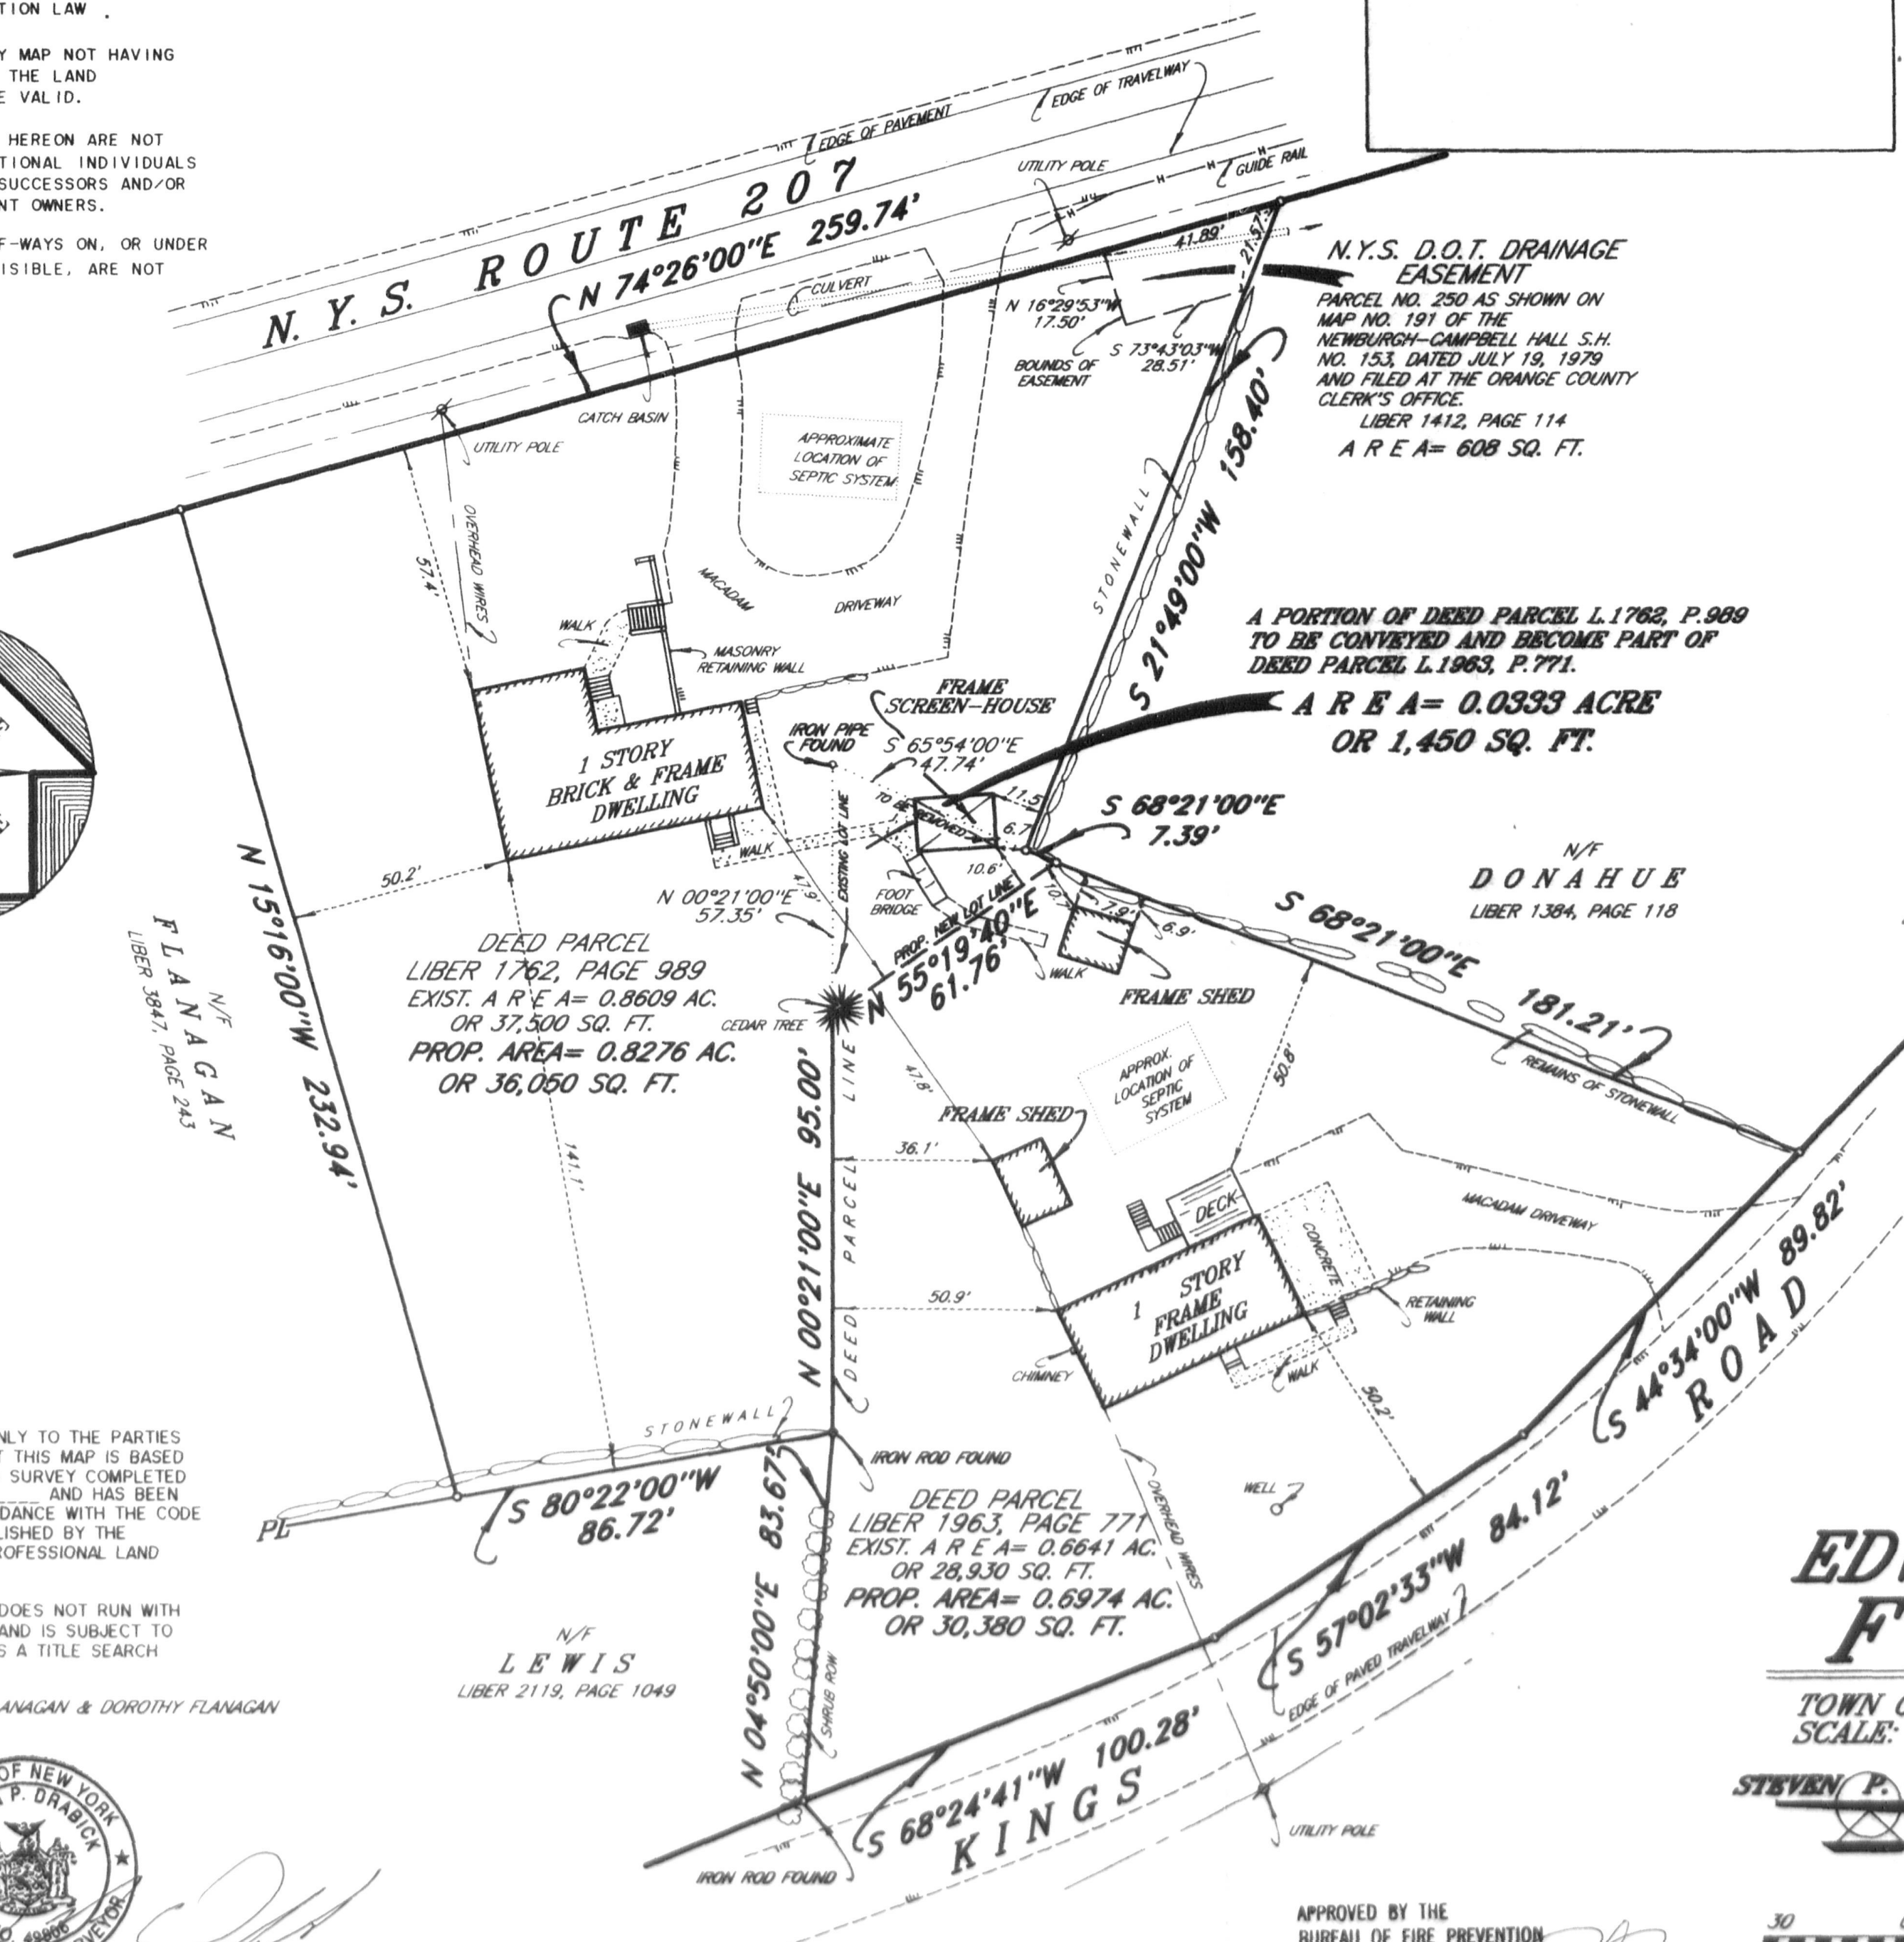 TION LAW .
Y MAP NOT HAVING
THE LAND
E VALID.
HEREON ARE NOT
TIONAL INDIVIDUALS
SUCCESSORS AND/OR
NT OWNERS.
F-WAYS ON, OR UNDER
ISIBLE, ARE NOT
EDGE OF PAVEMENT
EDGE OF TRAVELWAY
N.Y.S. ROUTE 207
N 74°26'00"E 259.74'
UTILITY POLE
GUIDE RAIL
41.89'
21.57'
CULVERT
N 16°29'53"W
17.50'
S 73°43'03"W
28.51'
BOUNDS OF
EASEMENT
N.Y.S. D.O.T. DRAINAGE
EASEMENT
PARCEL NO. 250 AS SHOWN ON
MAP NO. 191 OF THE
NEWBURGH-CAMPBELL HALL S.H.
NO. 153, DATED JULY 19, 1979
AND FILED AT THE ORANGE COUNTY
CLERK'S OFFICE.
LIBER 1412, PAGE 114
A R E A= 608 SQ. FT.
CATCH BASIN
UTILITY POLE
APPROXIMATE
LOCATION OF
SEPTIC SYSTEM
OVERHEAD WIRES
57.4'
STONEWALL
S 21°49'00"W 158.40'
MACADAM
DRIVEWAY
WALK
MASONRY
RETAINING WALL
A PORTION OF DEED PARCEL L.1762, P.989
TO BE CONVEYED AND BECOME PART OF
DEED PARCEL L.1963, P.771.
A R E A= 0.0333 ACRE
OR 1,450 SQ. FT.
FRAME
SCREEN-HOUSE
IRON PIPE
FOUND
S 65°54'00"E
47.74'
1 STORY
BRICK & FRAME
DWELLING
TO BE
REMOVED
11.5'
6.7'
10.6'
S 68°21'00"E
7.39'
EXISTING LOT LINE
WALK
47.9'
FOOT
BRIDGE
N 00°21'00"E
57.35'
PROP. NEW LOT LINE
N 55°19'40"E
61.76'
7.9'
6.9'
WALK
FRAME SHED
N/F
DONAHUE
LIBER 1384, PAGE 118
S 68°21'00"E 181.21'
REMAINS OF STONEWALL
50.2'
N 15°16'00"W 232.94'
N/F
FLANAGAN
LIBER 3847, PAGE 243
DEED PARCEL
LIBER 1762, PAGE 989
EXIST. A R E A= 0.8609 AC.
OR 37,500 SQ. FT.
PROP. AREA= 0.8276 AC.
OR 36,050 SQ. FT.
CEDAR TREE
APPROX.
LOCATION OF
SEPTIC
SYSTEM
50.8'
47.8'
FRAME SHED
36.1'
141.1'
N 00°21'00"E 95.00'
DEED PARCEL LINE
DECK
CONCRETE
MACADAM DRIVEWAY
1 STORY
FRAME
DWELLING
50.9'
RETAINING
WALL
CHIMNEY
WALK
50.2'
S 44°34'00"W 89.82'
ROAD
STONEWALL
IRON ROD FOUND
PL
S 80°22'00"W
86.72'
DEED PARCEL
LIBER 1963, PAGE 771
EXIST. A R E A= 0.6641 AC.
OR 28,930 SQ. FT.
PROP. AREA= 0.6974 AC.
OR 30,380 SQ. FT.
OVERHEAD WIRES
WELL
S 57°02'33"W 84.12'
EDGE OF PAVED TRAVELWAY
N 04°50'00"E 83.67'
SHRUB ROW
N/F
LEWIS
LIBER 2119, PAGE 1049
S 68°24'41"W 100.28'
KINGS
UTILITY POLE
IRON ROD FOUND
NLY TO THE PARTIES
T THIS MAP IS BASED
SURVEY COMPLETED
AND HAS BEEN
DANCE WITH THE CODE
LISHED BY THE
ROFESSIONAL LAND
DOES NOT RUN WITH
AND IS SUBJECT TO
S A TITLE SEARCH
ANAGAN & DOROTHY FLANAGAN
OF NEW YORK
P. DRABICK
VEYOR
ED
F
TOWN
SCALE:
STEVEN P.
APPROVED BY THE
BUREAU OF FIRE PREVENTION
30